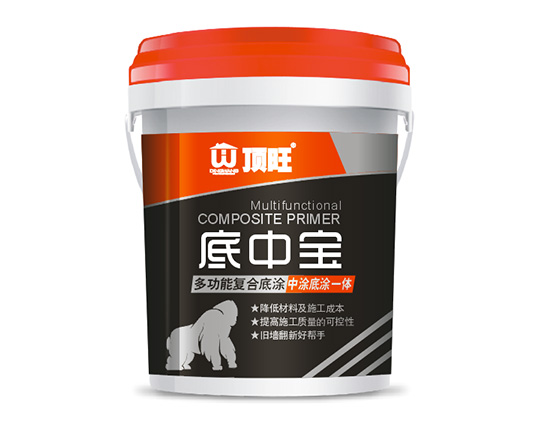 顶旺®
DINGWANG
Multifunctional
COMPOSITE PRIMER
底中宝
多功能复合底涂 中涂底涂一体
★降低材料及施工成本
★提高施工质量的可控性
★旧墙翻新好帮手